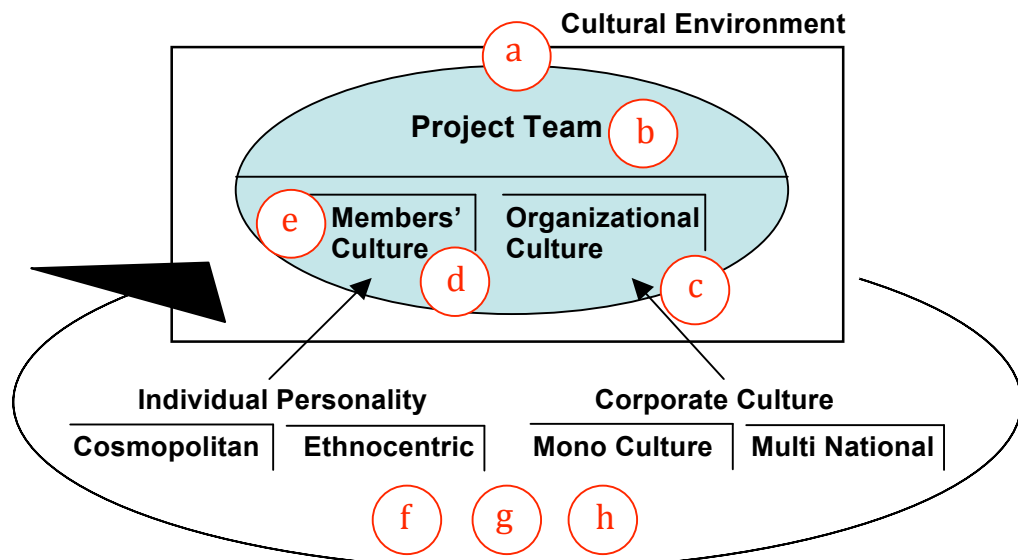 Cultural Environment
a
Project Team b
e Members' Organizational
Culture Culture
d c
Individual Personality Corporate Culture
Cosmopolitan Ethnocentric Mono Culture Multi National
f g h